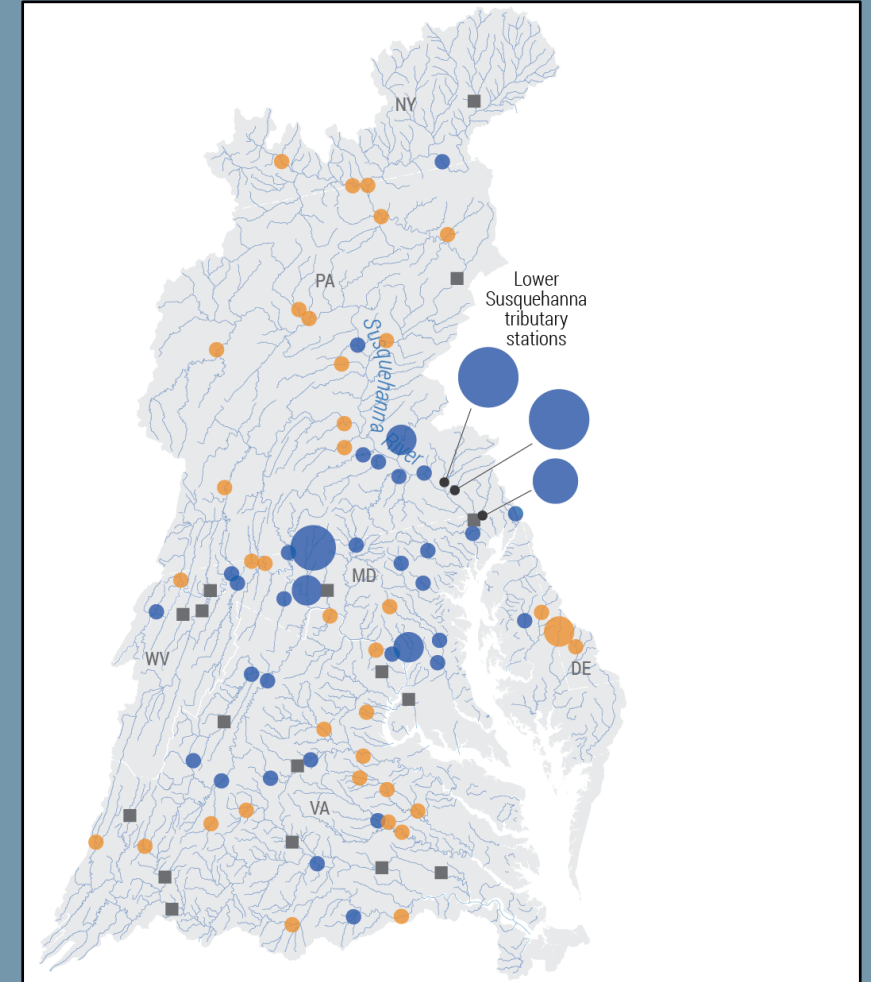 NY
PA
Lower
Susquehanna
tributary
stations
Susquehanna River
MD
WV
DE
VA